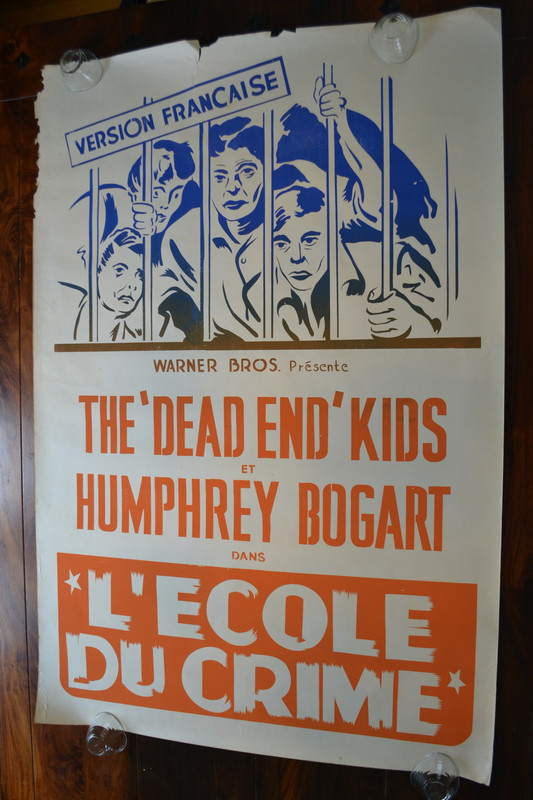 VERSION FRANCAISE
WARNER BROS. Présente
THE 'DEAD END' KIDS
ET
HUMPHREY BOGART
DANS
L'ECOLE
DU CRIME